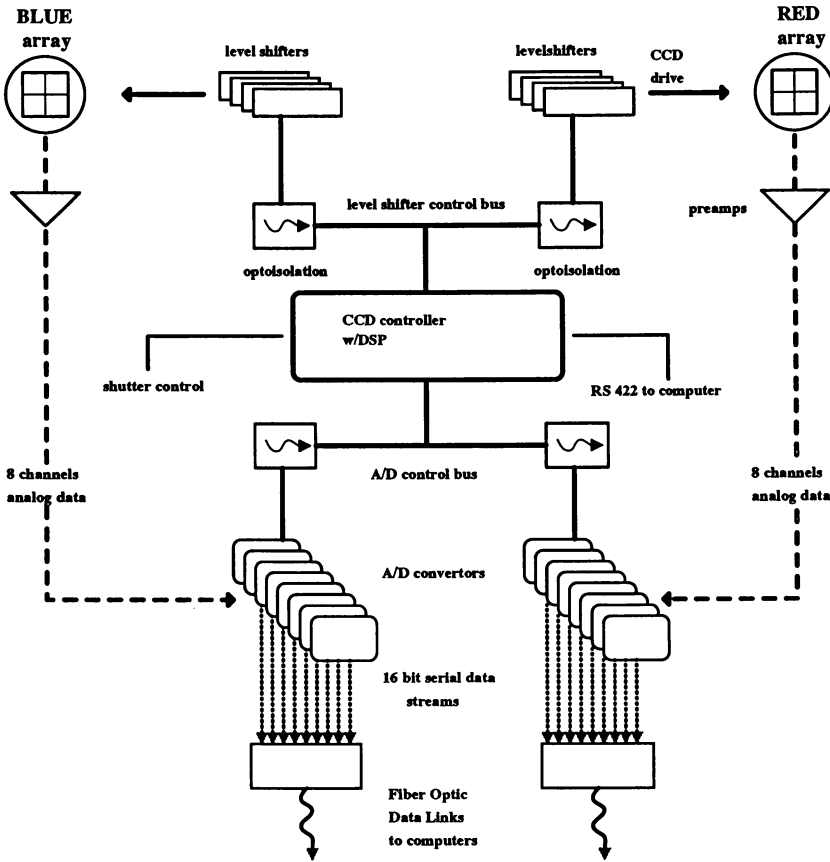 BLUE
array
level shifters
levelshifters
CCD
drive
RED
array
level shifter control bus
preamps
optoisolation
optoisolation
CCD controller
w/DSP
shutter control
RS 422 to computer
8 channels
analog data
A/D control bus
8 channels
analog data
A/D convertors
16 bit serial data
streams
Fiber Optic
Data Links
to computers